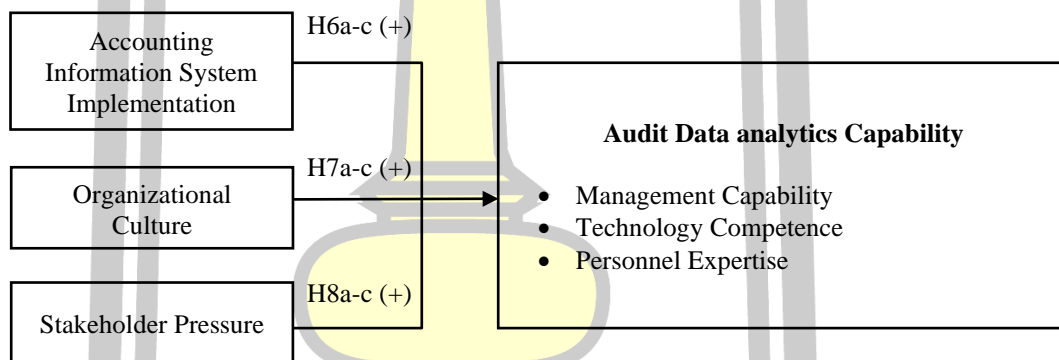 Accounting
Information System
Implementation
H6a-c (+)
Organizational
Culture
H7a-c (+)
Stakeholder Pressure
H8a-c (+)
Audit Data analytics Capability
• Management Capability
• Technology Competence
• Personnel Expertise